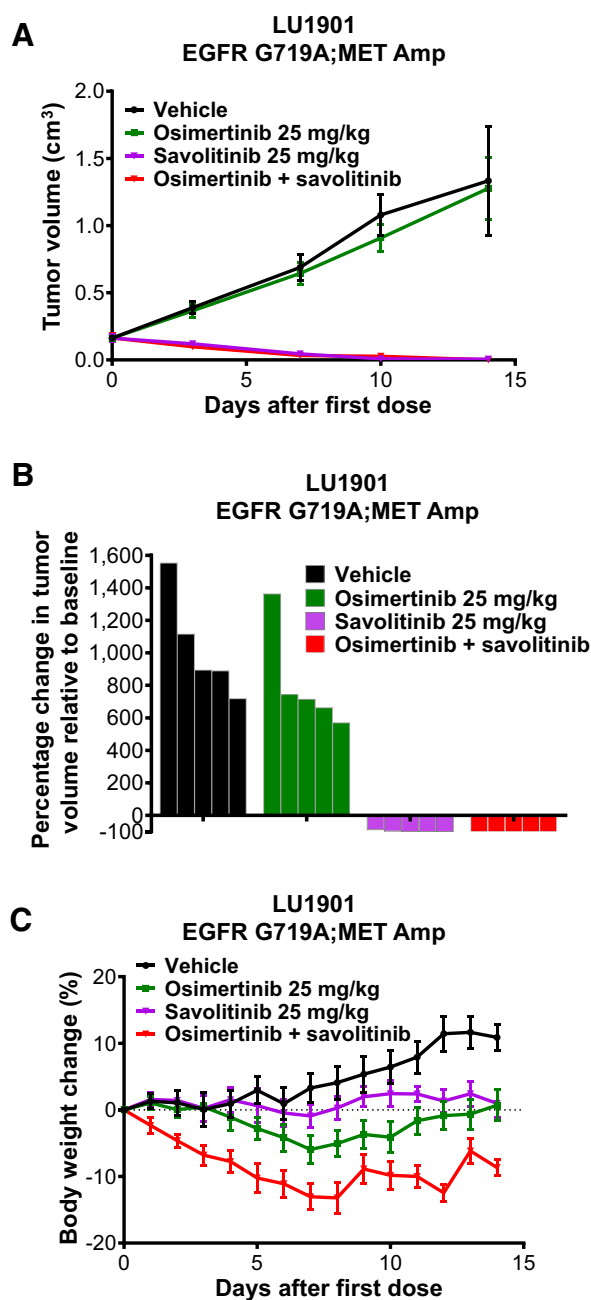 A
LU1901
EGFR G719A;MET Amp
Tumor volume (cm³)
2.0
1.5
1.0
0.5
0.0
Vehicle
Osimertinib 25 mg/kg
Savolitinib 25 mg/kg
Osimertinib + savolitinib
0 5 10 15
Days after first dose
B
LU1901
EGFR G719A;MET Amp
Percentage change in tumor
volume relative to baseline
1,600
1,400
1,200
1,000
800
600
400
200
0
-100
Vehicle
Osimertinib 25 mg/kg
Savolitinib 25 mg/kg
Osimertinib + savolitinib
C
LU1901
EGFR G719A;MET Amp
Body weight change (%)
20
10
0
-10
-20
Vehicle
Osimertinib 25 mg/kg
Savolitinib 25 mg/kg
Osimertinib + savolitinib
0 5 10 15
Days after first dose